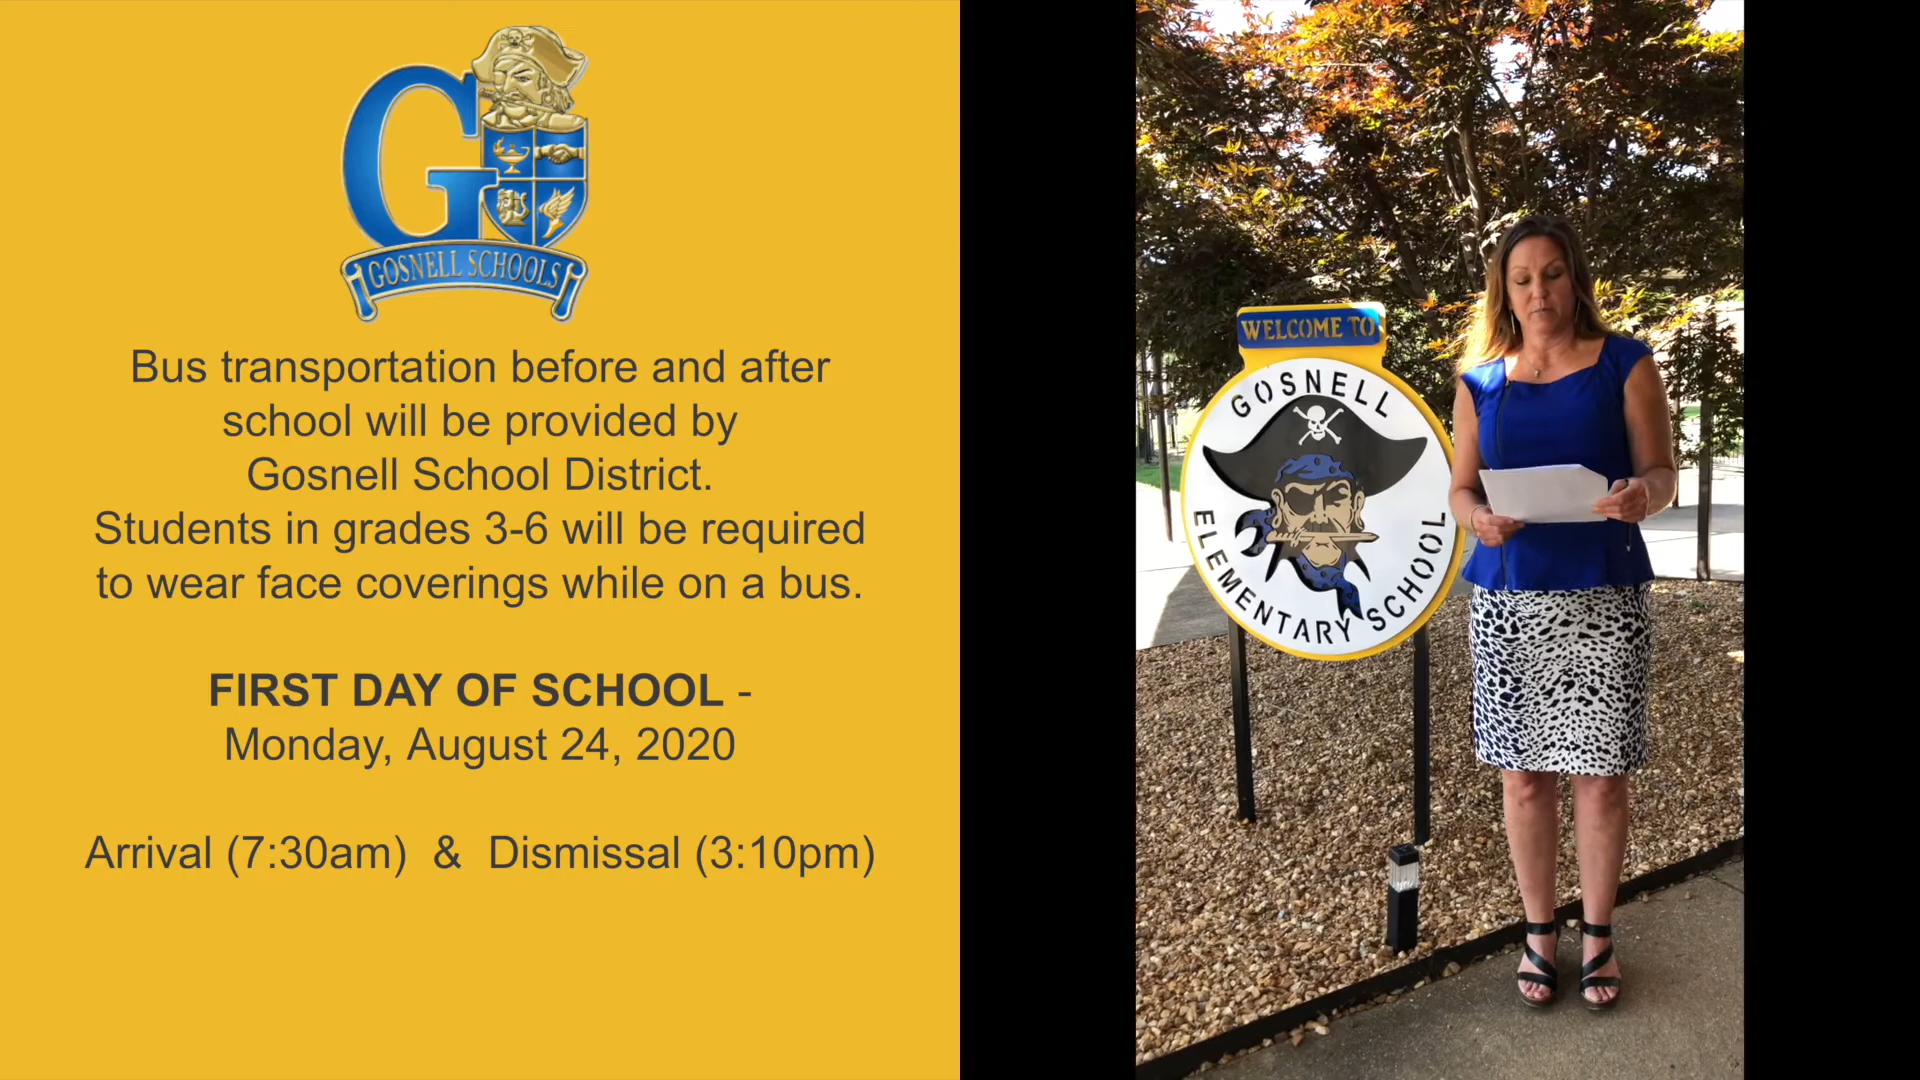 GOSNELL SCHOOLS
Bus transportation before and after
school will be provided by
Gosnell School District.
Students in grades 3-6 will be required
to wear face coverings while on a bus.
FIRST DAY OF SCHOOL -
Monday, August 24, 2020
Arrival (7:30am) & Dismissal (3:10pm)
WELCOME TO
GOSNELL
ELEMENTARY SCHOOL